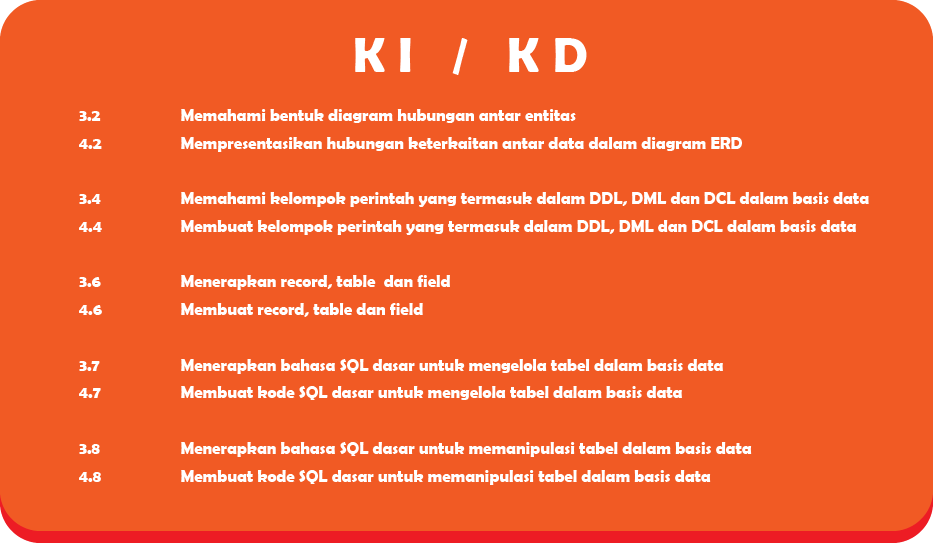 KI / KD
3.2 Memahami bentuk diagram hubungan antar entitas
4.2 Mempresentasikan hubungan keterkaitan antar data dalam diagram ERD
3.4 Memahami kelompok perintah yang termasuk dalam DDL, DML dan DCL dalam basis data
4.4 Membuat kelompok perintah yang termasuk dalam DDL, DML dan DCL dalam basis data
3.6 Menerapkan record, table dan field
4.6 Membuat record, table dan field
3.7 Menerapkan bahasa SQL dasar untuk mengelola tabel dalam basis data
4.7 Membuat kode SQL dasar untuk mengelola tabel dalam basis data
3.8 Menerapkan bahasa SQL dasar untuk memanipulasi tabel dalam basis data
4.8 Membuat kode SQL dasar untuk memanipulasi tabel dalam basis data